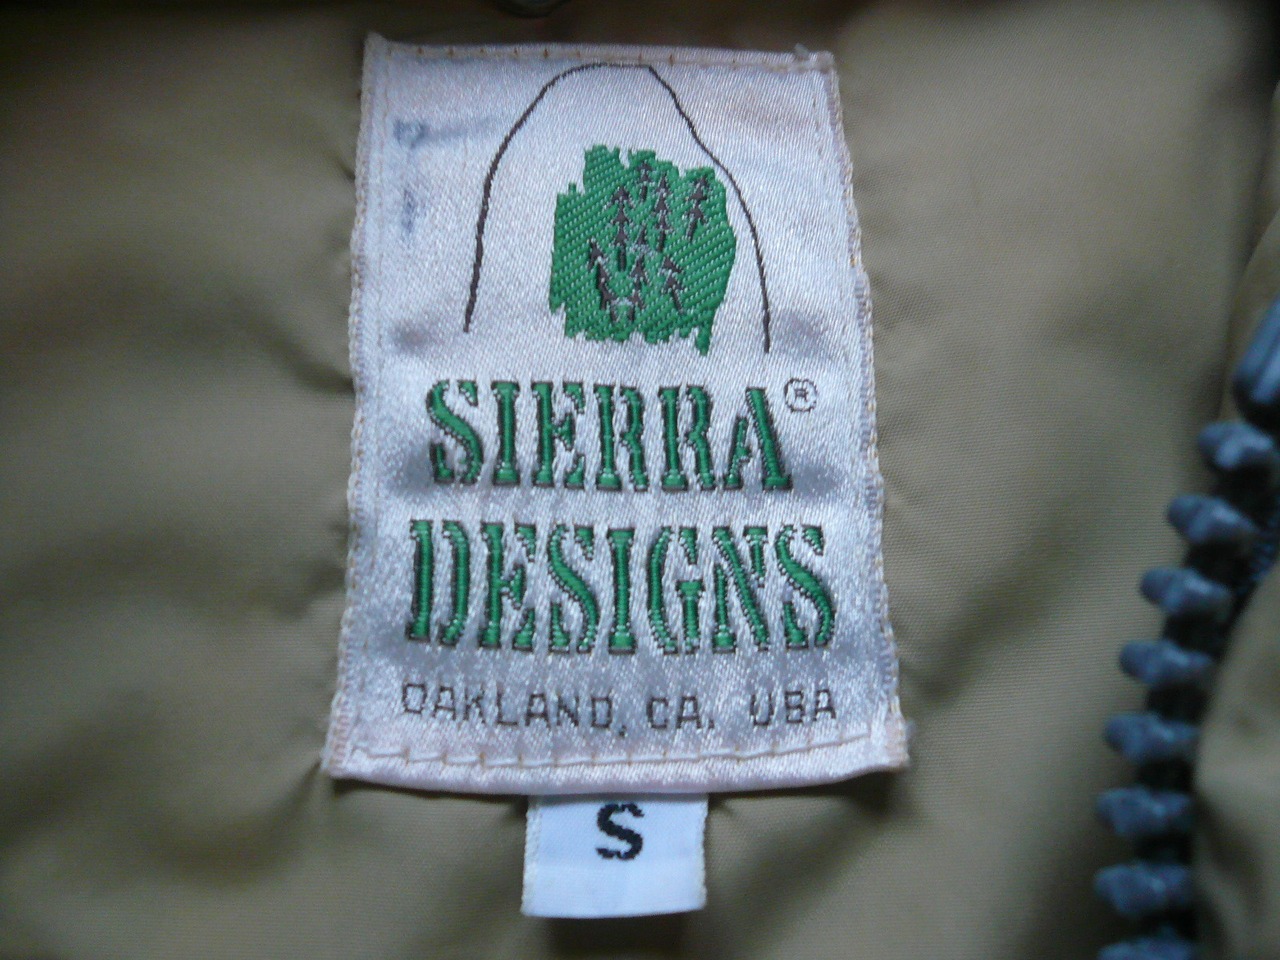 SIERRA®
DESIGNS
OAKLAND, CA. USA
S